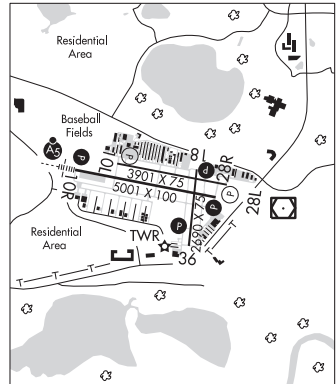 Residential
Area
Baseball
Fields
A5
P
P
10L
18
P
28R
P
3901 X 75
10R
5001 X 100
28L
P
P
2690 X 75
Residential
Area
TWR
36
T
T
T
T
T
T